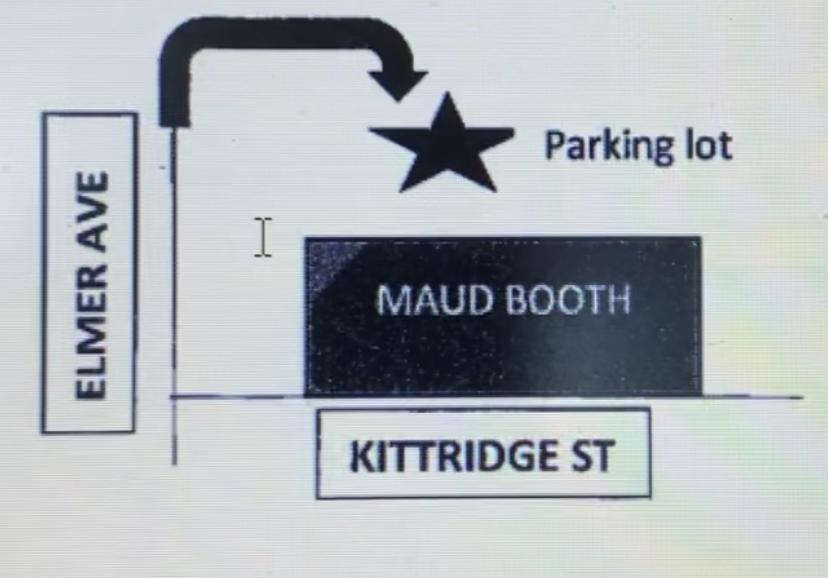 Parking lot
ELMER AVE
MAUD BOOTH
KITTRIDGE ST